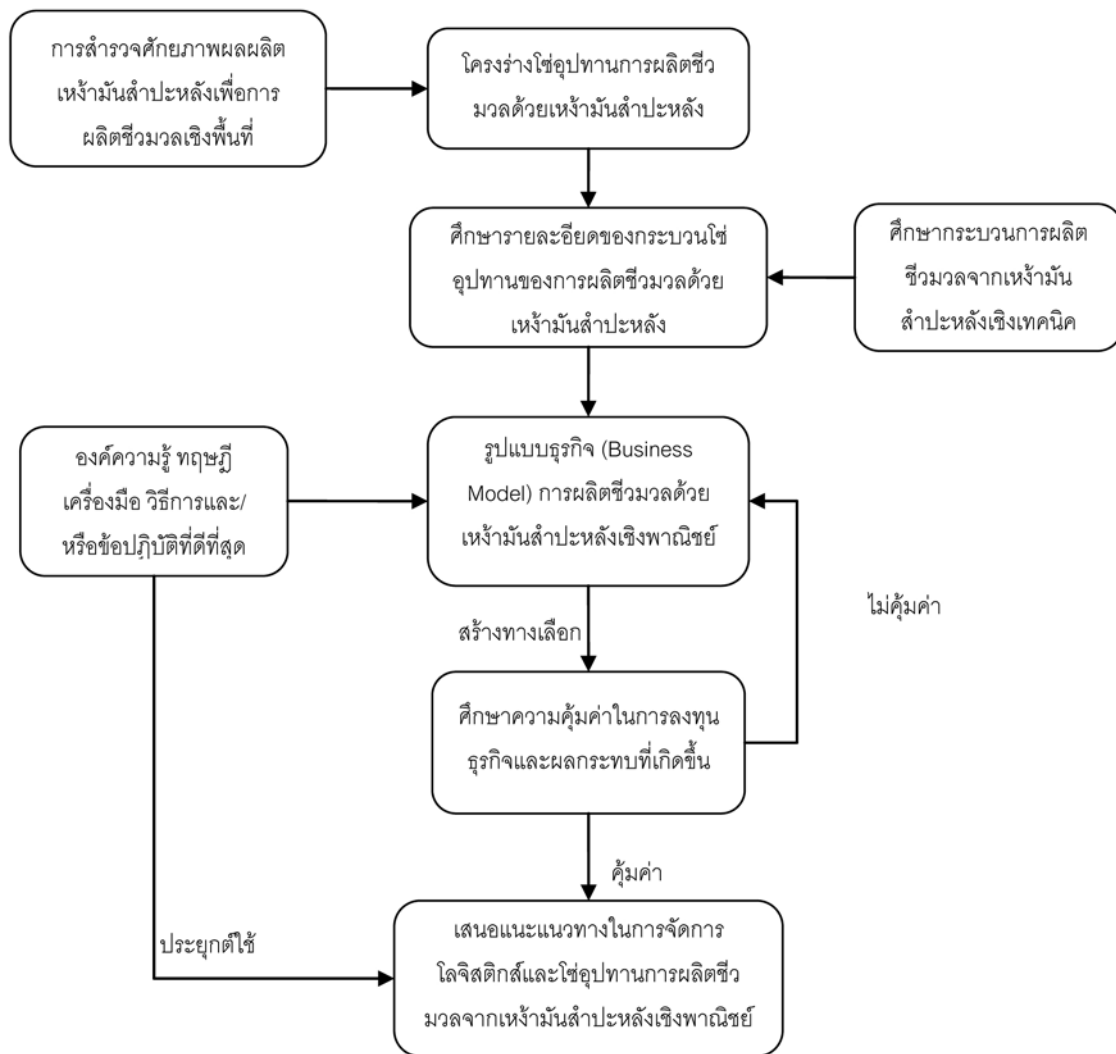 การสำรวจศักยภาพผลผลิต
เหง้ามันสำปะหลังเพื่อการ
ผลิตชีวมวลเชิงพื้นที่
โครงร่างโซ่อุปทานการผลิตชีว
มวลด้วยเหง้ามันสำปะหลัง
ศึกษารายละอียดของกระบวนโซ่
อุปทานของการผลิตชีวมวลด้วย
เหง้ามันสำปะหลัง
ศึกษากระบวนการผลิต
ชีวมวลจากเหง้ามัน
สำปะหลังเชิงเทคนิค
องค์ความรู้ ทฤษฎี
เครื่องมือ วิธีการและ/
หรือข้อปฏิบัติที่ดีที่สุด
รูปแบบธุรกิจ (Business
Model) การผลิตชีวมวลด้วย
เหง้ามันสำปะหลังเชิงพาณิชย์
ไม่คุ้มค่า
สร้างทางเลือก
ศึกษาความคุ้มค่าในการลงทุน
ธุรกิจและผลกระทบที่เกิดขึ้น
คุ้มค่า
ประยุกต์ใช้
เสนอแนะแนวทางในการจัดการ
โลจิสติกส์และโซ่อุปทานการผลิตชีว
มวลจากเหง้ามันสำปะหลังเชิงพาณิชย์